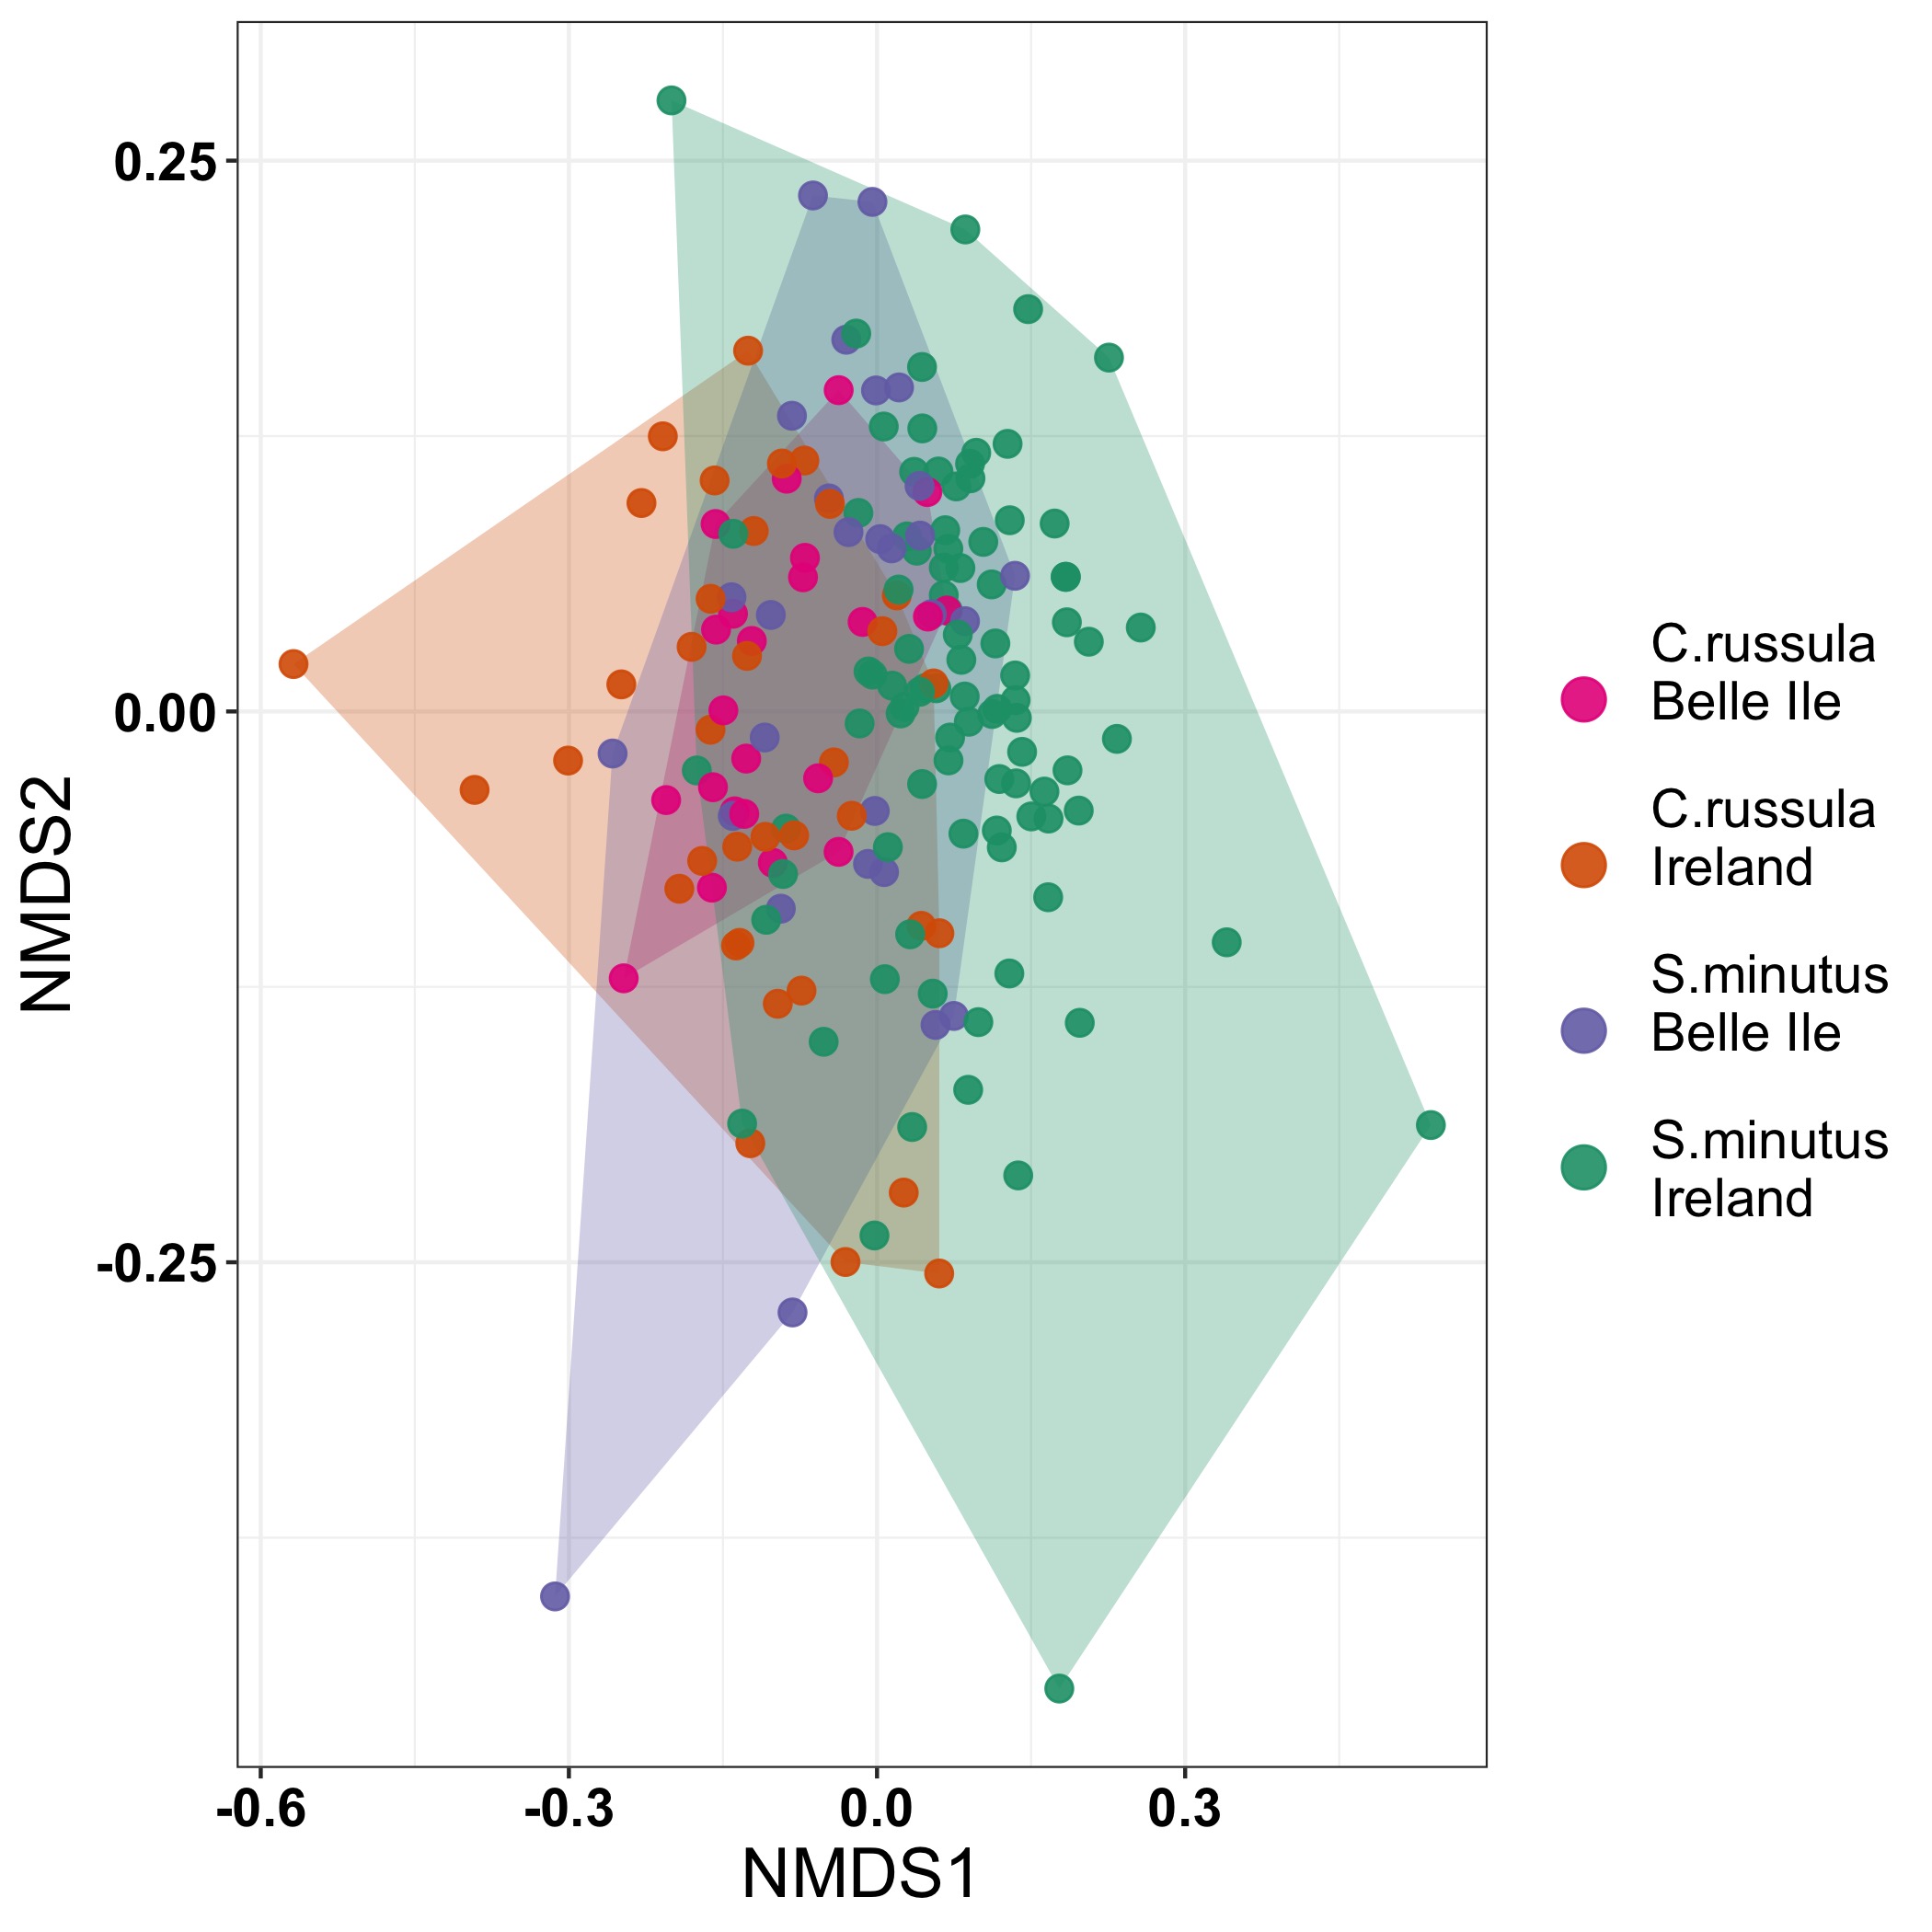 NMDS2
0.25
0.00
-0.25
-0.6
-0.3
0.0
0.3
NMDS1
C.russula
Belle Ile
C.russula
Ireland
S.minutus
Belle Ile
S.minutus
Ireland